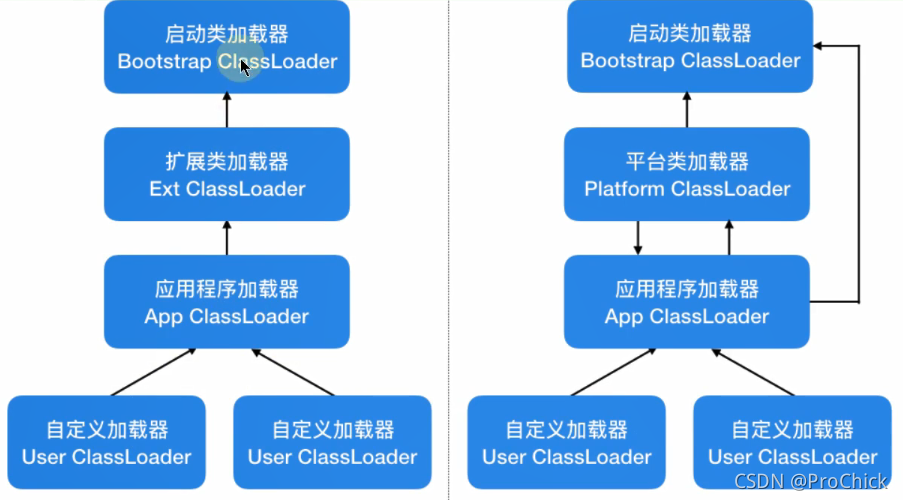 启动类加载器
Bootstrap ClassLoader
扩展类加载器
Ext ClassLoader
应用程序加载器
App ClassLoader
自定义加载器
User ClassLoader
自定义加载器
User ClassLoader
启动类加载器
Bootstrap ClassLoader
平台类加载器
Platform ClassLoader
应用程序加载器
App ClassLoader
自定义加载器
User ClassLoader
自定义加载器
User ClassLoader
CSDN @ProChick